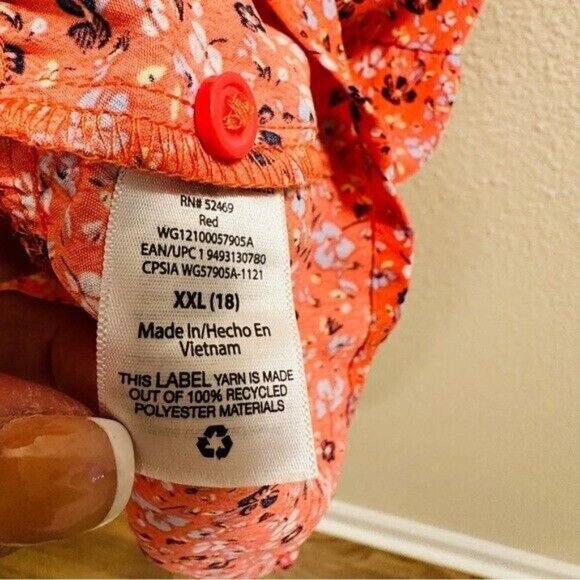 RN# 52469
Red
WG12100057905A
EAN/UPC 1 9493130780
CPSIA WG57905A-1121
XXL (18)
Made In/Hecho En
Vietnam
THIS LABEL YARN IS MADE
OUT OF 100% RECYCLED
POLYESTER MATERIALS